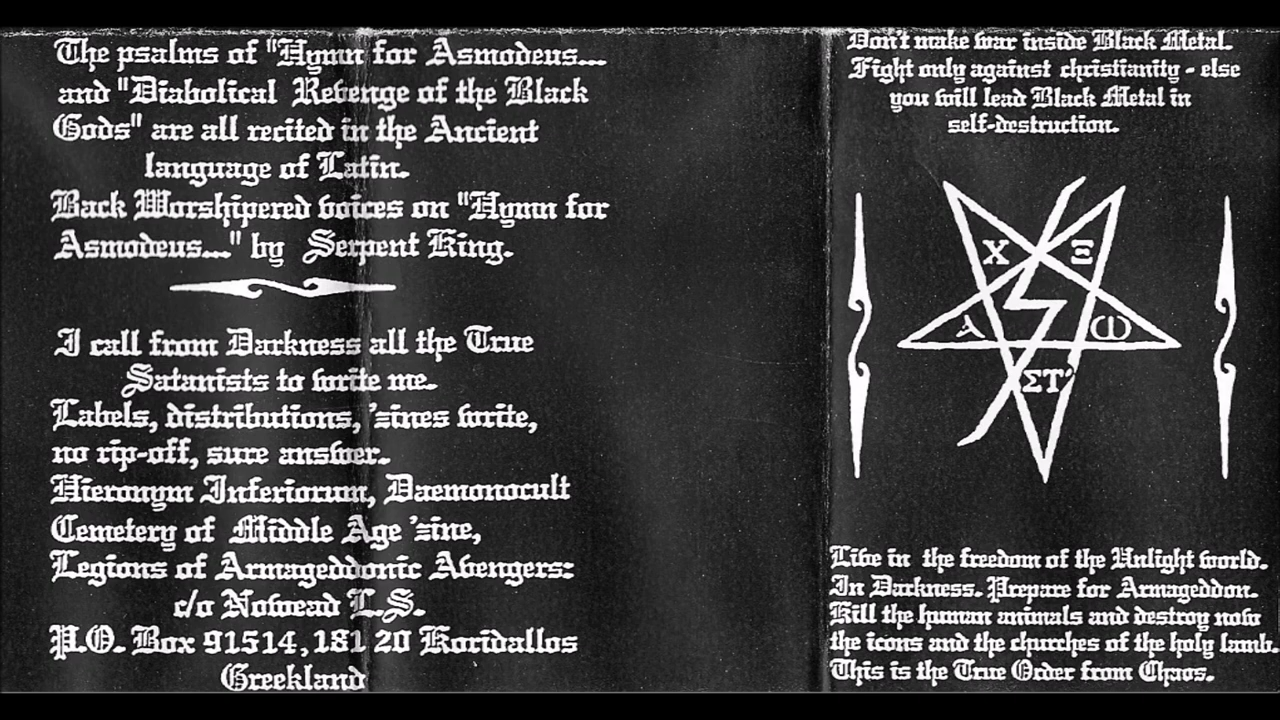 The psalms of "Hymn for Asmodeus...
and "Diabolical Revenge of the Black
Gods" are all recited in the Ancient
language of Latin.
Back Worshipered voices on "Hymn for
Asmodeus..." by Serpent King.
I call from Darkness all the True
Satanists to write me.
Labels, distributions, 'zines write,
no rip-off, sure answer.
Hieronym Inferiorum, Daemonocult
Cemetery of Middle Age 'zine,
Legions of Armageddonic Avengers:
c/o Nowead L.S.
P.O. Box 91514, 181 20 Koridallos
Greekland
Don't make war inside Black Metal.
Fight only against christianity - else
you will lead Black Metal in
self-destruction.
Χ Ξ
λ ω
ΣΤ'
Live in the freedom of the Unlight world.
In Darkness. Prepare for Armageddon.
Kill the human animals and destroy now
the icons and the churches of the holy lamb.
This is the True Order from Chaos.